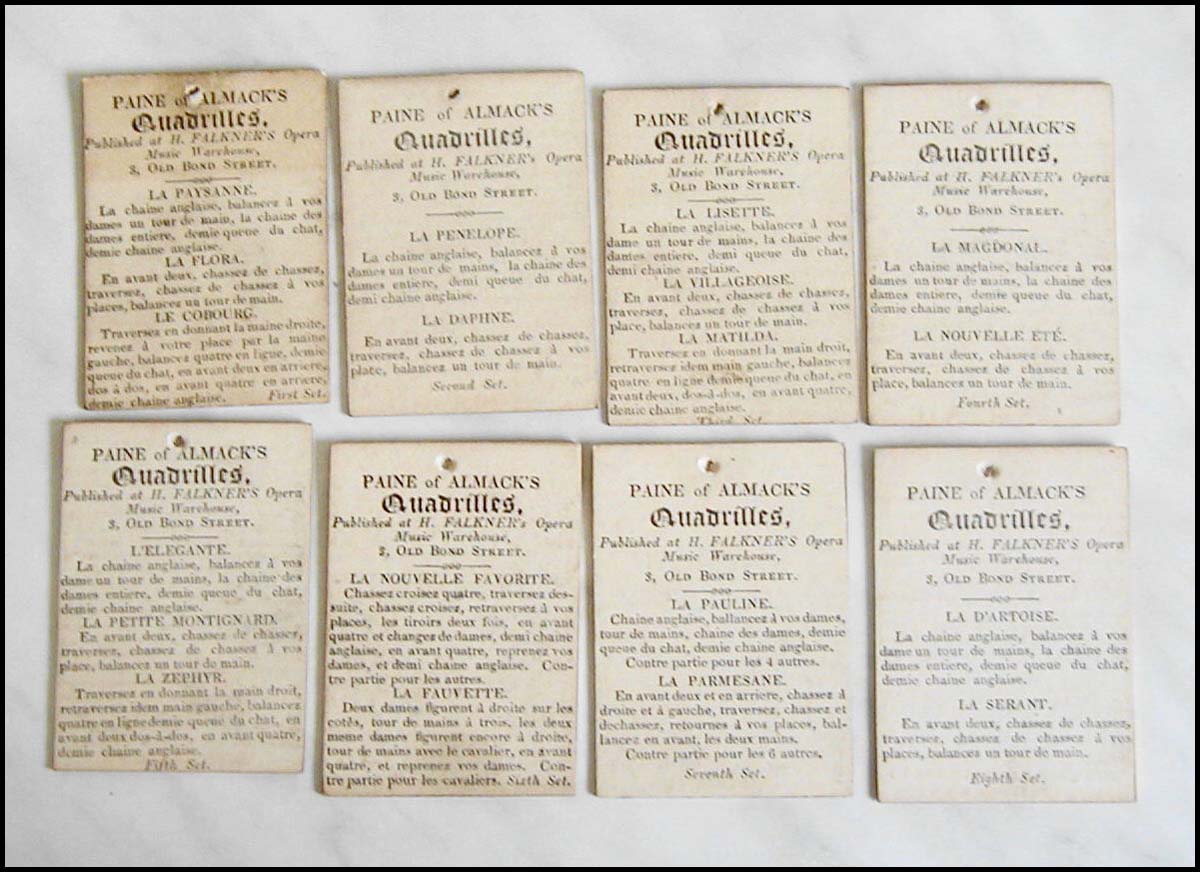 PAINE of ALMACK'S
Quadrilles,
Published at H. FALKNER'S Opera
Music Warehouse,
3, OLD BOND STREET.
LA PAYSANNE.
La chaine anglaise, balancez à vos
dames un tour de main, la chaine des
dames entiere, demie queue du chat,
demie chaine anglaise.
LA FLORA.
En avant deux, chassez de chassez,
traversez, chassez de chassez à vos
places, balancez un tour de main.
LE COBOURG.
Traversez en donnant la maine droite,
revenez à votre place par la maine
gauche, balancez quatre en ligne, demie
queue du chat, en avant deux en arriere,
dos à dos, en avant quatre en arriere,
demie chaine anglaise. First Set.
PAINE of ALMACK'S
Quadrilles,
Published at H. FALKNER's Opera
Music Warehouse,
3, OLD BOND STREET.
LA PENELOPE.
La chaine anglaise, balancez à vos
dames un tour de mains, la chaine des
dames entiere, demi queue du chat,
demi chaine anglaise.
LA DAPHNE.
En avant deux, chassez de chassez,
traversez, chassez de chassez à vos
place, balancez un tour de main.
Second Set.
PAINE of ALMACK'S
Quadrilles,
Published at H. FALKNER's Opera
Music Warehouse,
3, OLD BOND STREET.
LA LISETTE.
La chaine anglaise, balancez à vos
dame un tour de mains, la chaine des
dames entiere, demi queue du chat,
demi chaine anglaise.
LA VILLAGEOISE.
En avant deux, chassez de chassez,
traversez, chassez de chassez à vos
place, balancez un tour de main.
LA MATILDA.
Traversez en donnant la main droit,
retraversez idem main gauche, balancez
quatre en ligne demie queue du chat, en
avant deux, dos-à-dos, en avant quatre,
demie chaine anglaise.
Third Set.
PAINE of ALMACK'S
Quadrilles,
Published at H. FALKNER's Opera
Music Warehouse,
3, OLD BOND STREET.
LA MAGDONAL.
La chaine anglaise, balancez à vos
dames un tour de mains, la chaine des
dames entiere, demie queue du chat,
demie chaine anglaise.
LA NOUVELLE ETÉ.
En avant deux, chassez de chassez,
traversez, chassez de chassez à vos
place, balancez un tour de main.
Fourth Set.
PAINE of ALMACK'S
Quadrilles,
Published at H. FALKNER'S Opera
Music Warehouse,
3, OLD BOND STREET.
L'ELEGANTE.
La chaine anglaise, balancez à vos
dame un tour de mains, la chaine des
dames entiere, demie queue du chat,
demie chaine anglaise.
LA PETITE MONTIGNARD.
En avant deux, chassez de chassez,
traversez, chassez de chassez à vos
place, balancez un tour de main.
LA ZEPHYR.
Traversez en donnant la main droit,
retraversez idem main gauche, balancez
quatre en ligne demie queue du chat, en
avant deux dos-à-dos, en avant quatre,
demie chaine anglaise.
Fifth Set.
PAINE of ALMACK'S
Quadrilles,
Published at H. FALKNER's Opera
Music Warehouse,
3, OLD BOND STREET.
LA NOUVELLE FAVORITE.
Chassez croisez quatre, traversez des-
suite, chassez croisez, retraversez à vos
places, les tiroirs deux fois, en avant
quatre et changez de dames, demi chaine
anglaise, en avant quatre, reprenez vos
dames, et demi chaine anglaise. Con-
tre partie pour les autres.
LA FAUVETTE.
Deux dames figurent à droite sur les
cotés, tour de mains à trois, les deux
meme dames figurent encore à droite,
tour de mains avec le cavalier, en avant
quatré, et reprenez vos dames. Con-
tre partie pour les cavaliers. Sixth Set.
PAINE of ALMACK'S
Quadrilles,
Published at H. FALKNER'S Opera
Music Warehouse,
3, OLD BOND STREET.
LA PAULINE.
Chaine anglaise, ballancez à vos dames,
tour de mains, chaine des dames, demie
queue du chat, demie chaine anglaise.
Contre partie pour les 4 autres.
LA PARMESANE.
En avant deux et en arriere, chassez à
droite et à gauche, traversez, chassez et
dechassez, retournes à vos places, bal-
lancez en avant, les deux mains.
Contre partie pour les 6 autres.
Seventh Set.
PAINE of ALMACK'S
Quadrilles,
Published at H. FALKNER's Opera
Music Warehouse,
3, OLD BOND STREET.
LA D'ARTOISE.
La chaine anglaise, balancez à vos
dame un tour de mains, la chaine des
dames entiere, demie queue du chat,
demie chaine anglaise.
LA SERANT.
En avant deux, chassez de chassez,
traversez, chassez de chassez à vos
places, balancez un tour de main.
Eighth Set.